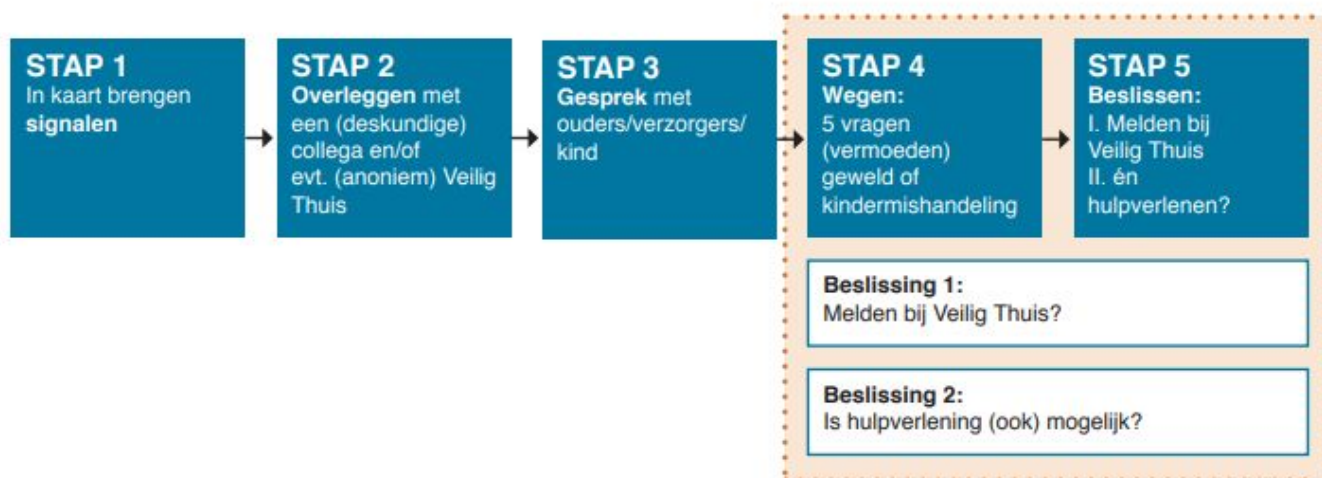 STAP 1
In kaart brengen
signalen
STAP 2
Overleggen met
een (deskundige)
collega en/of
evt. (anoniem) Veilig
Thuis
STAP 3
Gesprek met
ouders/verzorgers/
kind
STAP 4
Wegen:
5 vragen
(vermoeden)
geweld of
kindermishandeling
STAP 5
Beslissen:
I. Melden bij
Veilig Thuis
II. én
hulpverlenen?
Beslissing 1:
Melden bij Veilig Thuis?
Beslissing 2:
Is hulpverlening (ook) mogelijk?